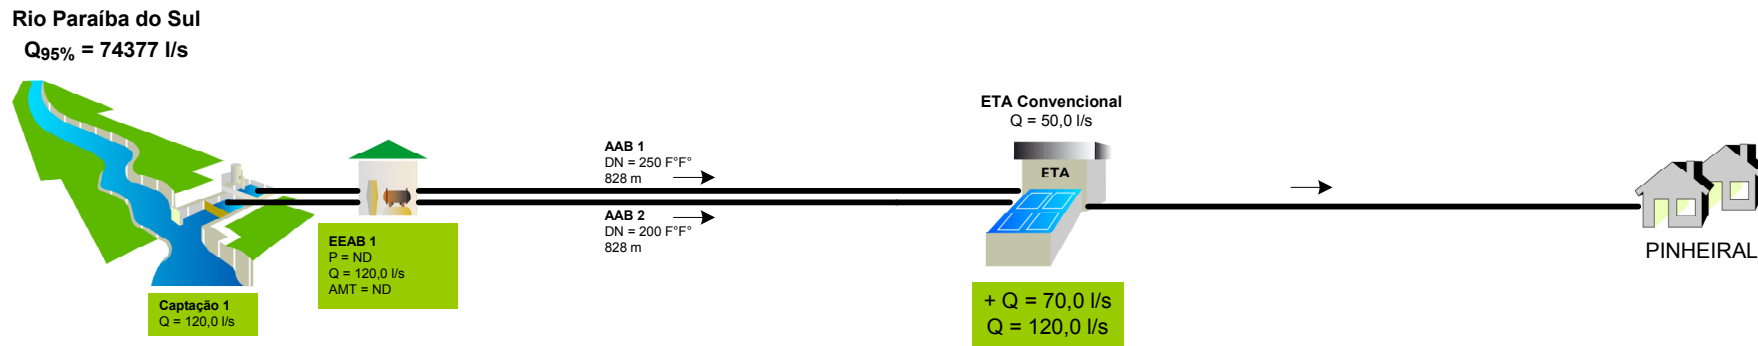 Rio Paraíba do Sul
Q95% = 74377 l/s
Captação 1
Q = 120,0 l/s
EEAB 1
P = ND
Q = 120,0 l/s
AMT = ND
AAB 1
DN = 250 F°F°
828 m
AAB 2
DN = 200 F°F°
828 m
ETA Convencional
Q = 50,0 l/s
ETA
+ Q = 70,0 l/s
Q = 120,0 l/s
PINHEIRAL